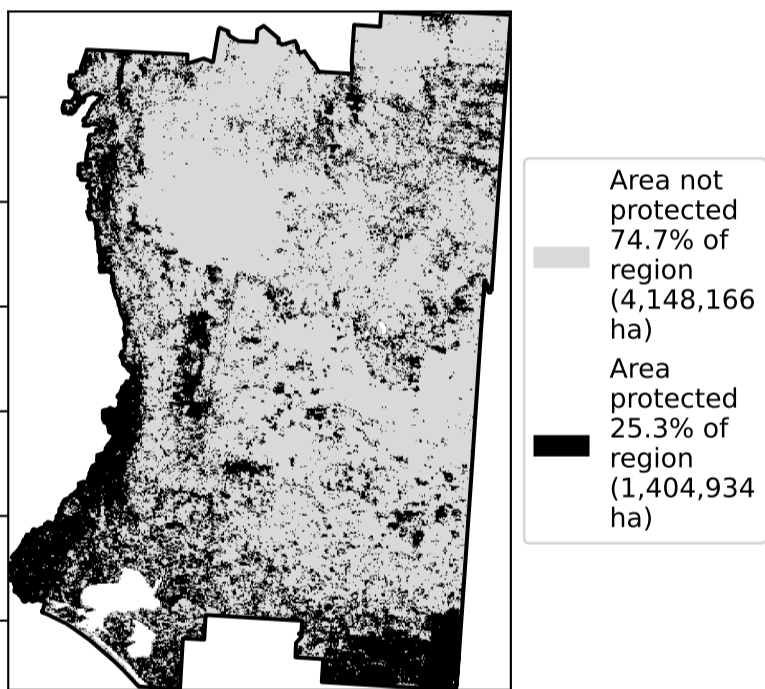 Area not
protected
74.7% of
region
(4,148,166
ha)
Area
protected
25.3% of
region
(1,404,934
ha)